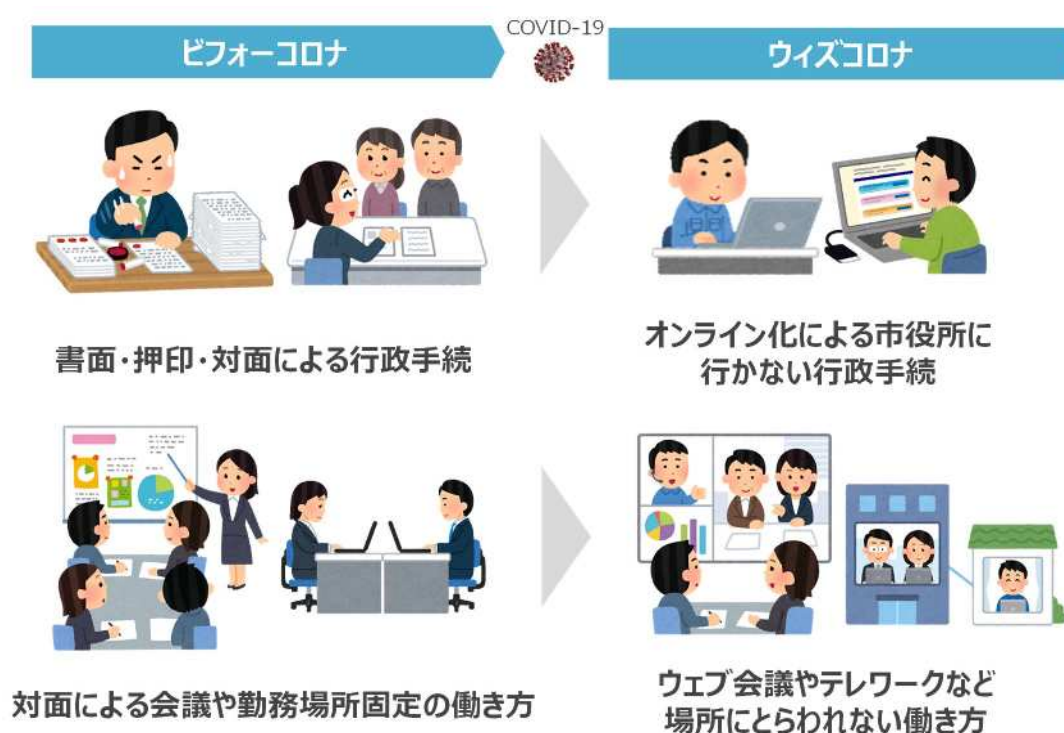 ビフォーコロナ
COVID-19
ウィズコロナ
書面・押印・対面による行政手続
オンライン化による市役所に
行かない行政手続
対面による会議や勤務場所固定の働き方
ウェブ会議やテレワークなど
場所にとらわれない働き方